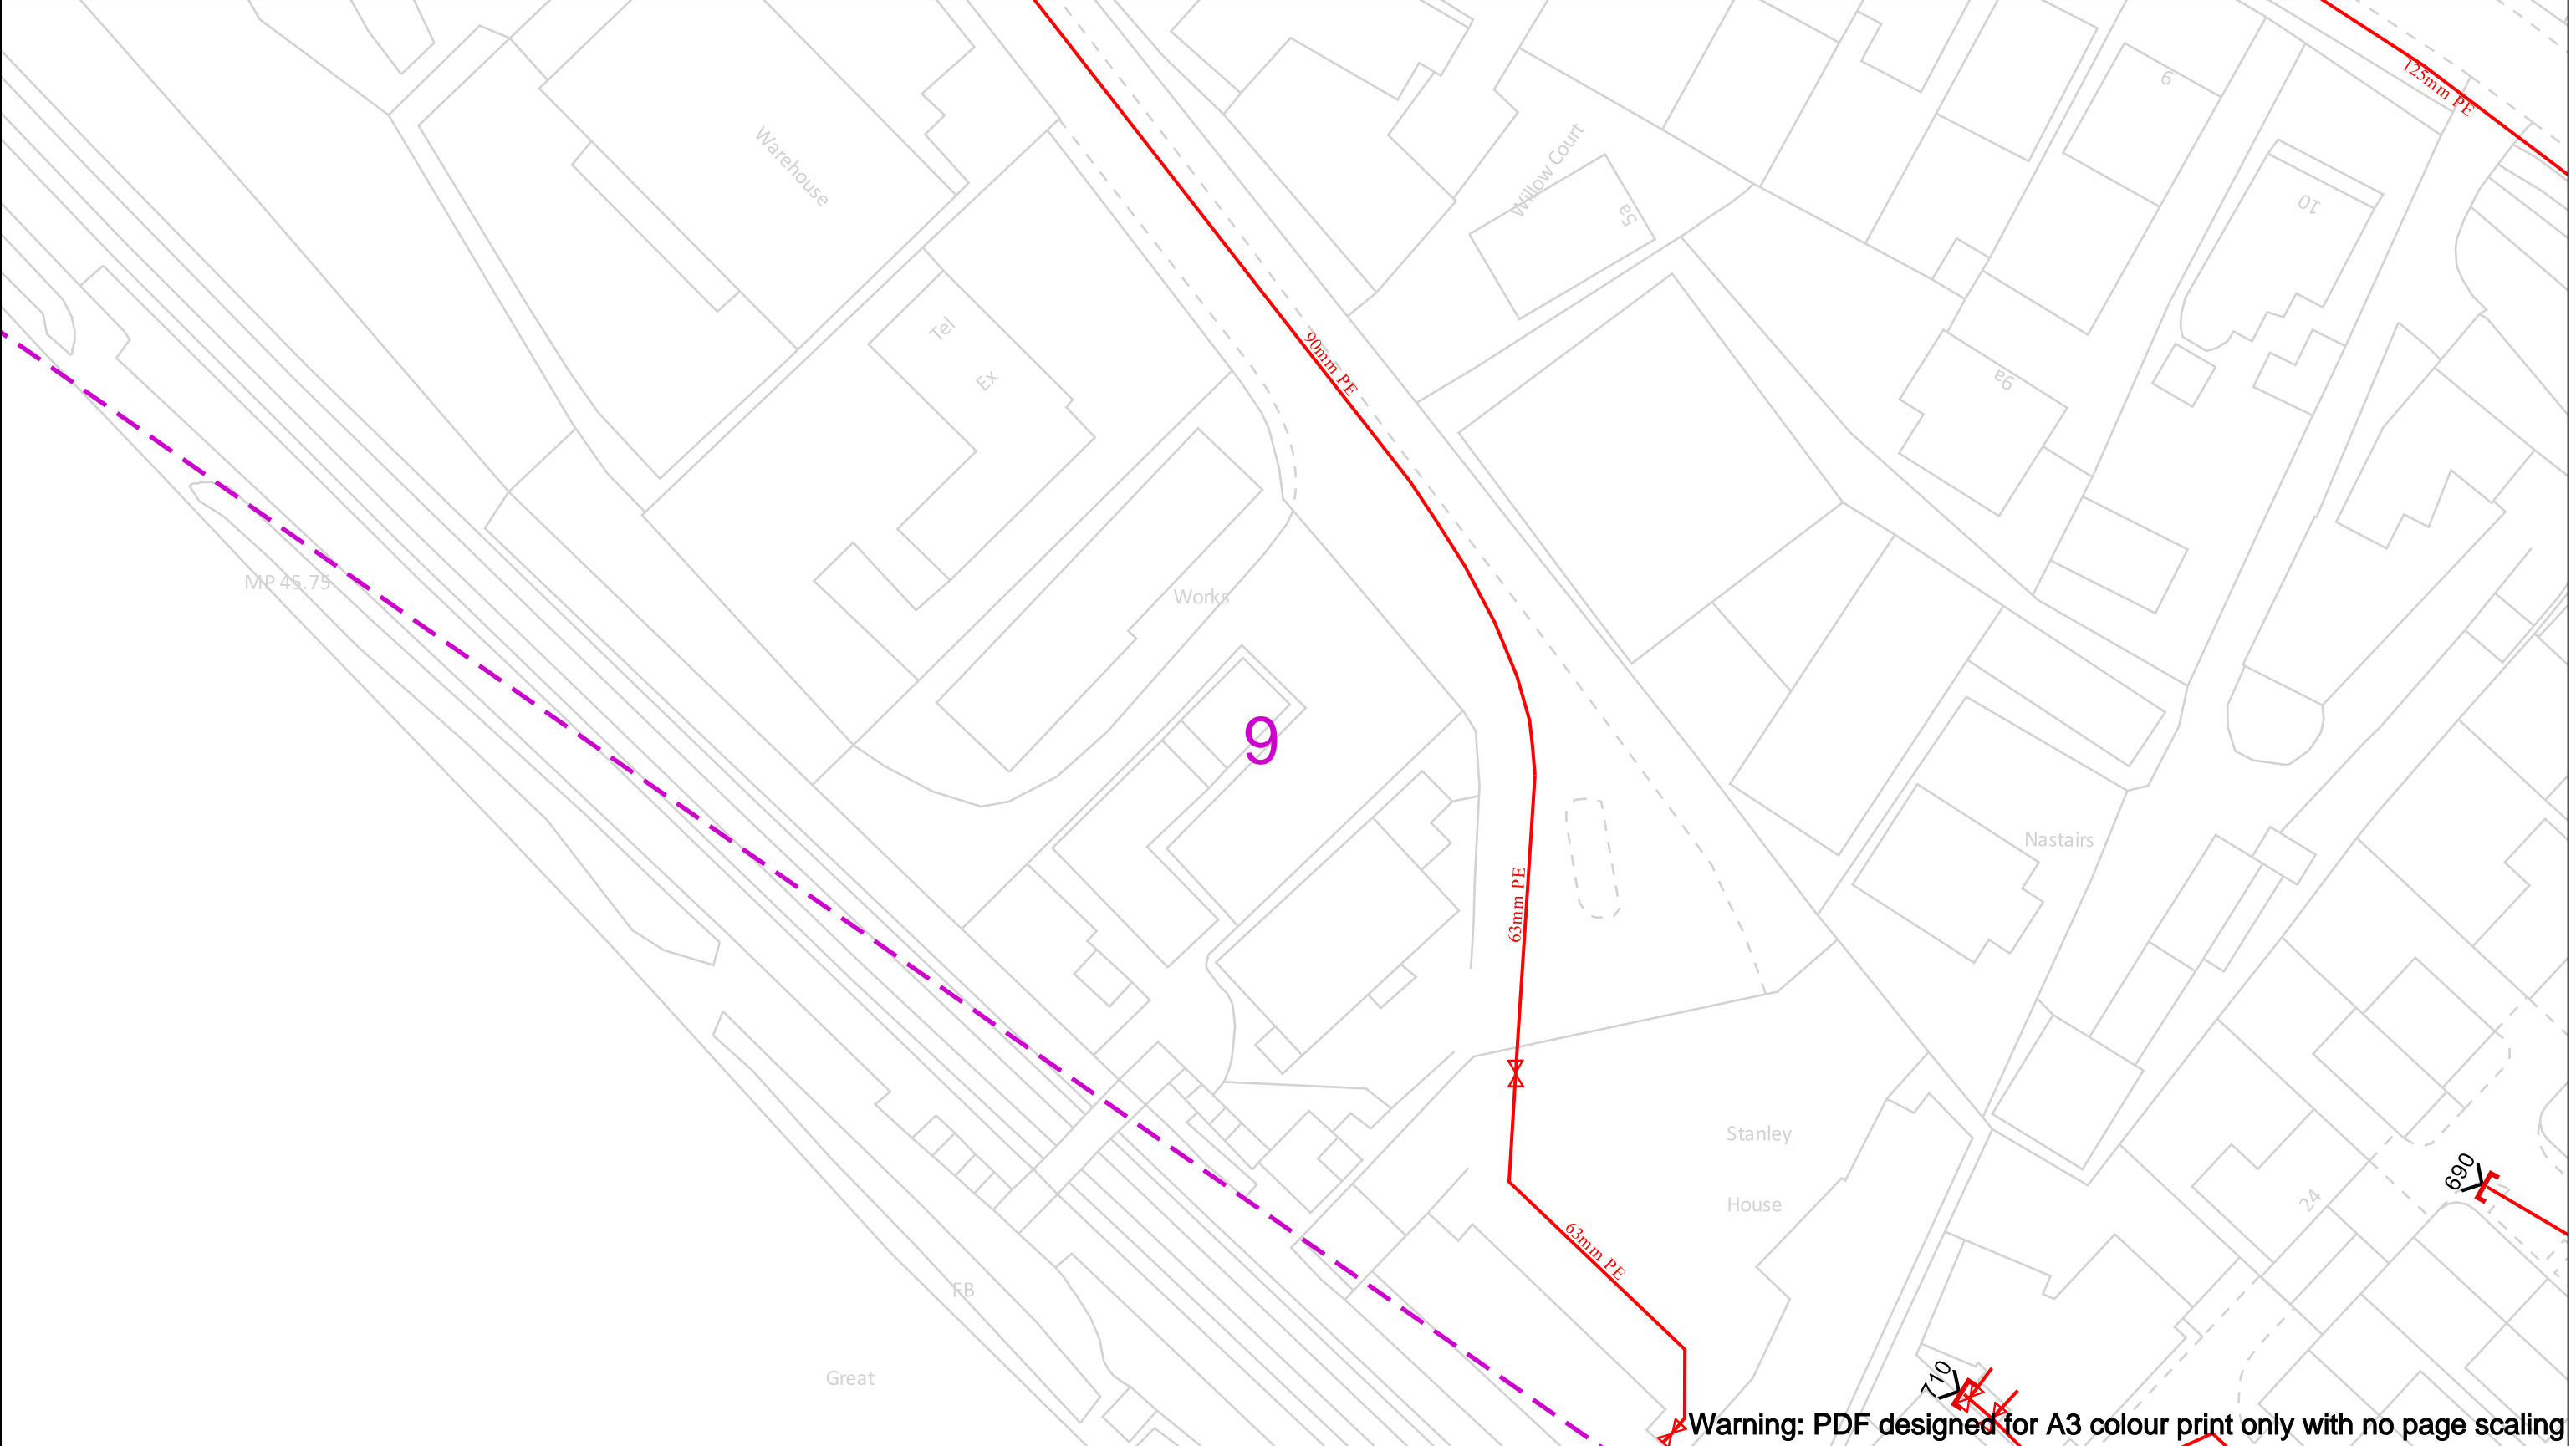 125mm PE
6
Warehouse
Willow Court
5a
10
Tel
Ex
90mm PE
9a
MP 45.75
Works
9
Nastairs
63mm PE
Stanley
House
690
24
63mm PE
FB
Great
710
Warning: PDF designed for A3 colour print only with no page scaling